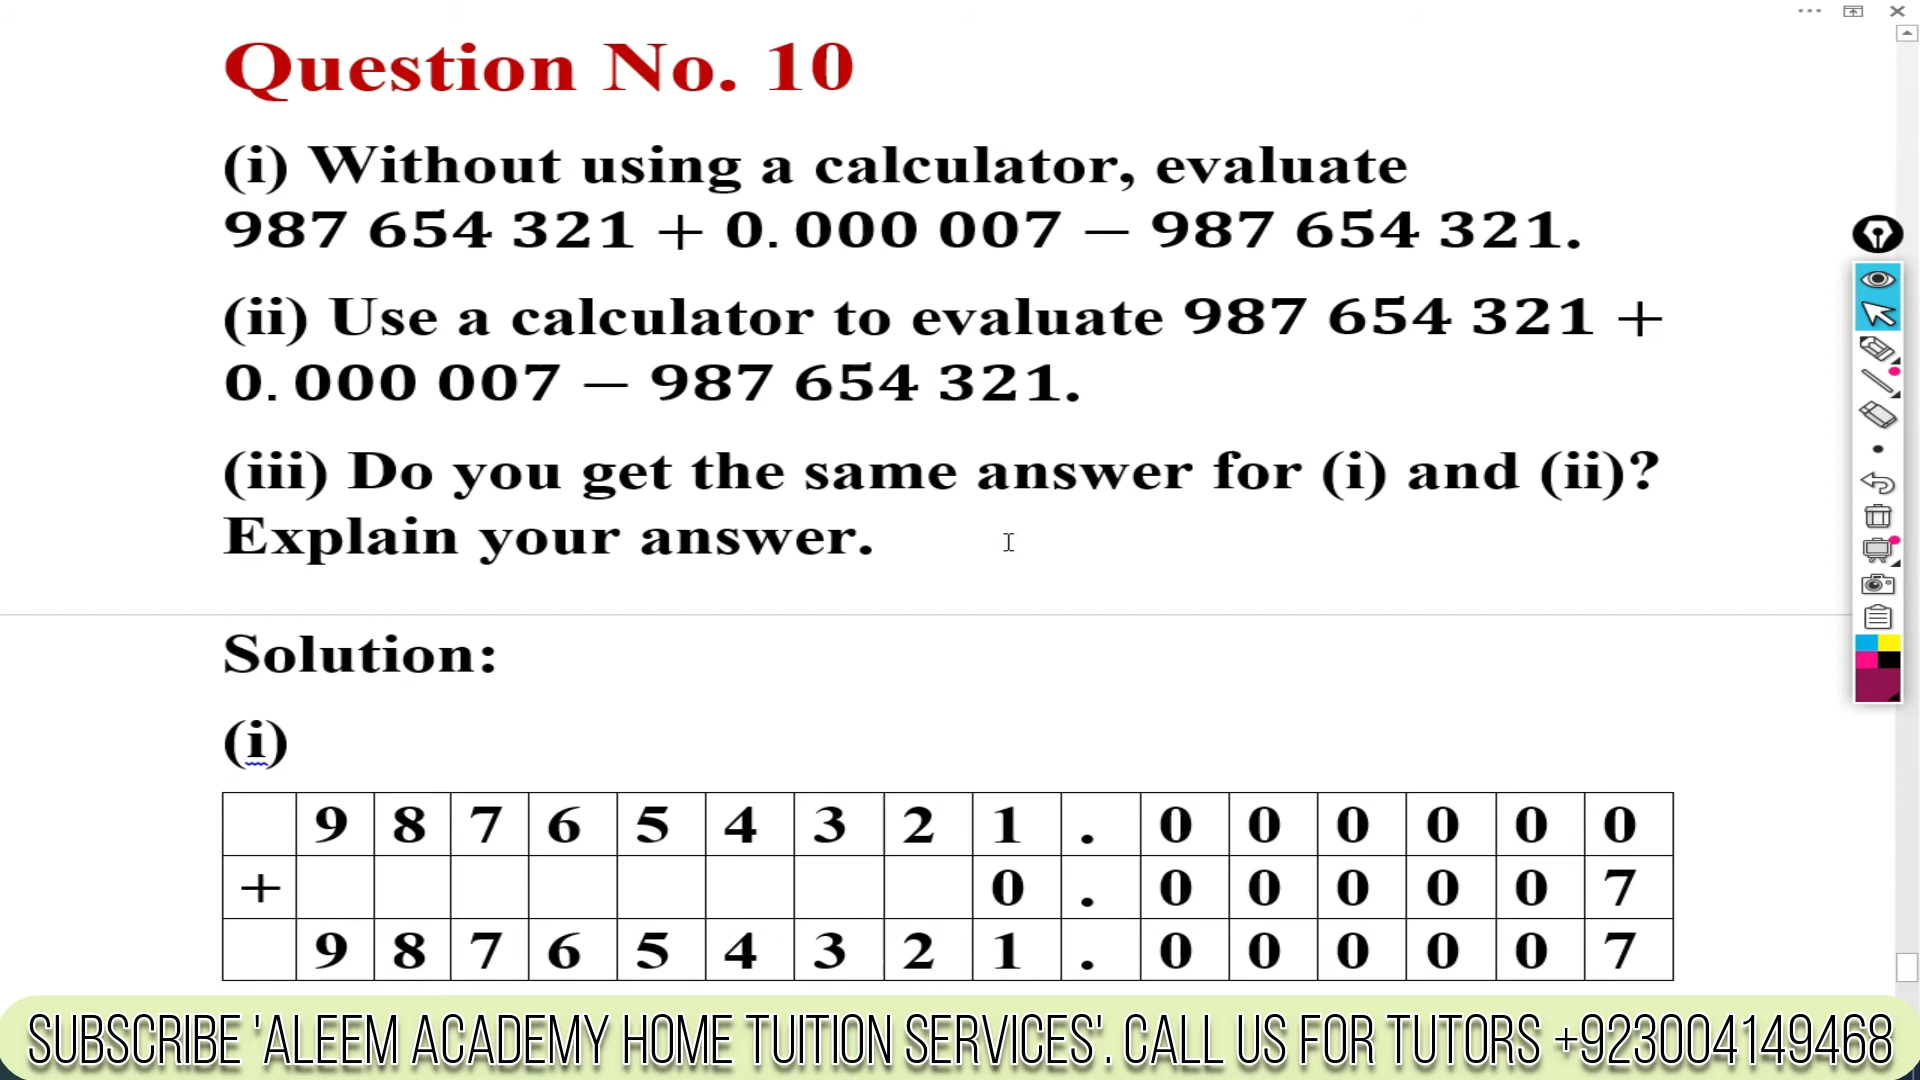 Question No. 10
(i) Without using a calculator, evaluate
987 654 321 + 0. 000 007 − 987 654 321.
(ii) Use a calculator to evaluate 987 654 321 +
0. 000 007 − 987 654 321.
(iii) Do you get the same answer for (i) and (ii)?
Explain your answer.
Solution:
(i)
9 8 7 6 5 4 3 2 1 . 0 0 0 0 0 0
+ 0 . 0 0 0 0 0 7
9 8 7 6 5 4 3 2 1 . 0 0 0 0 0 7
SUBSCRIBE 'ALEEM ACADEMY HOME TUITION SERVICES'. CALL US FOR TUTORS +923004149468